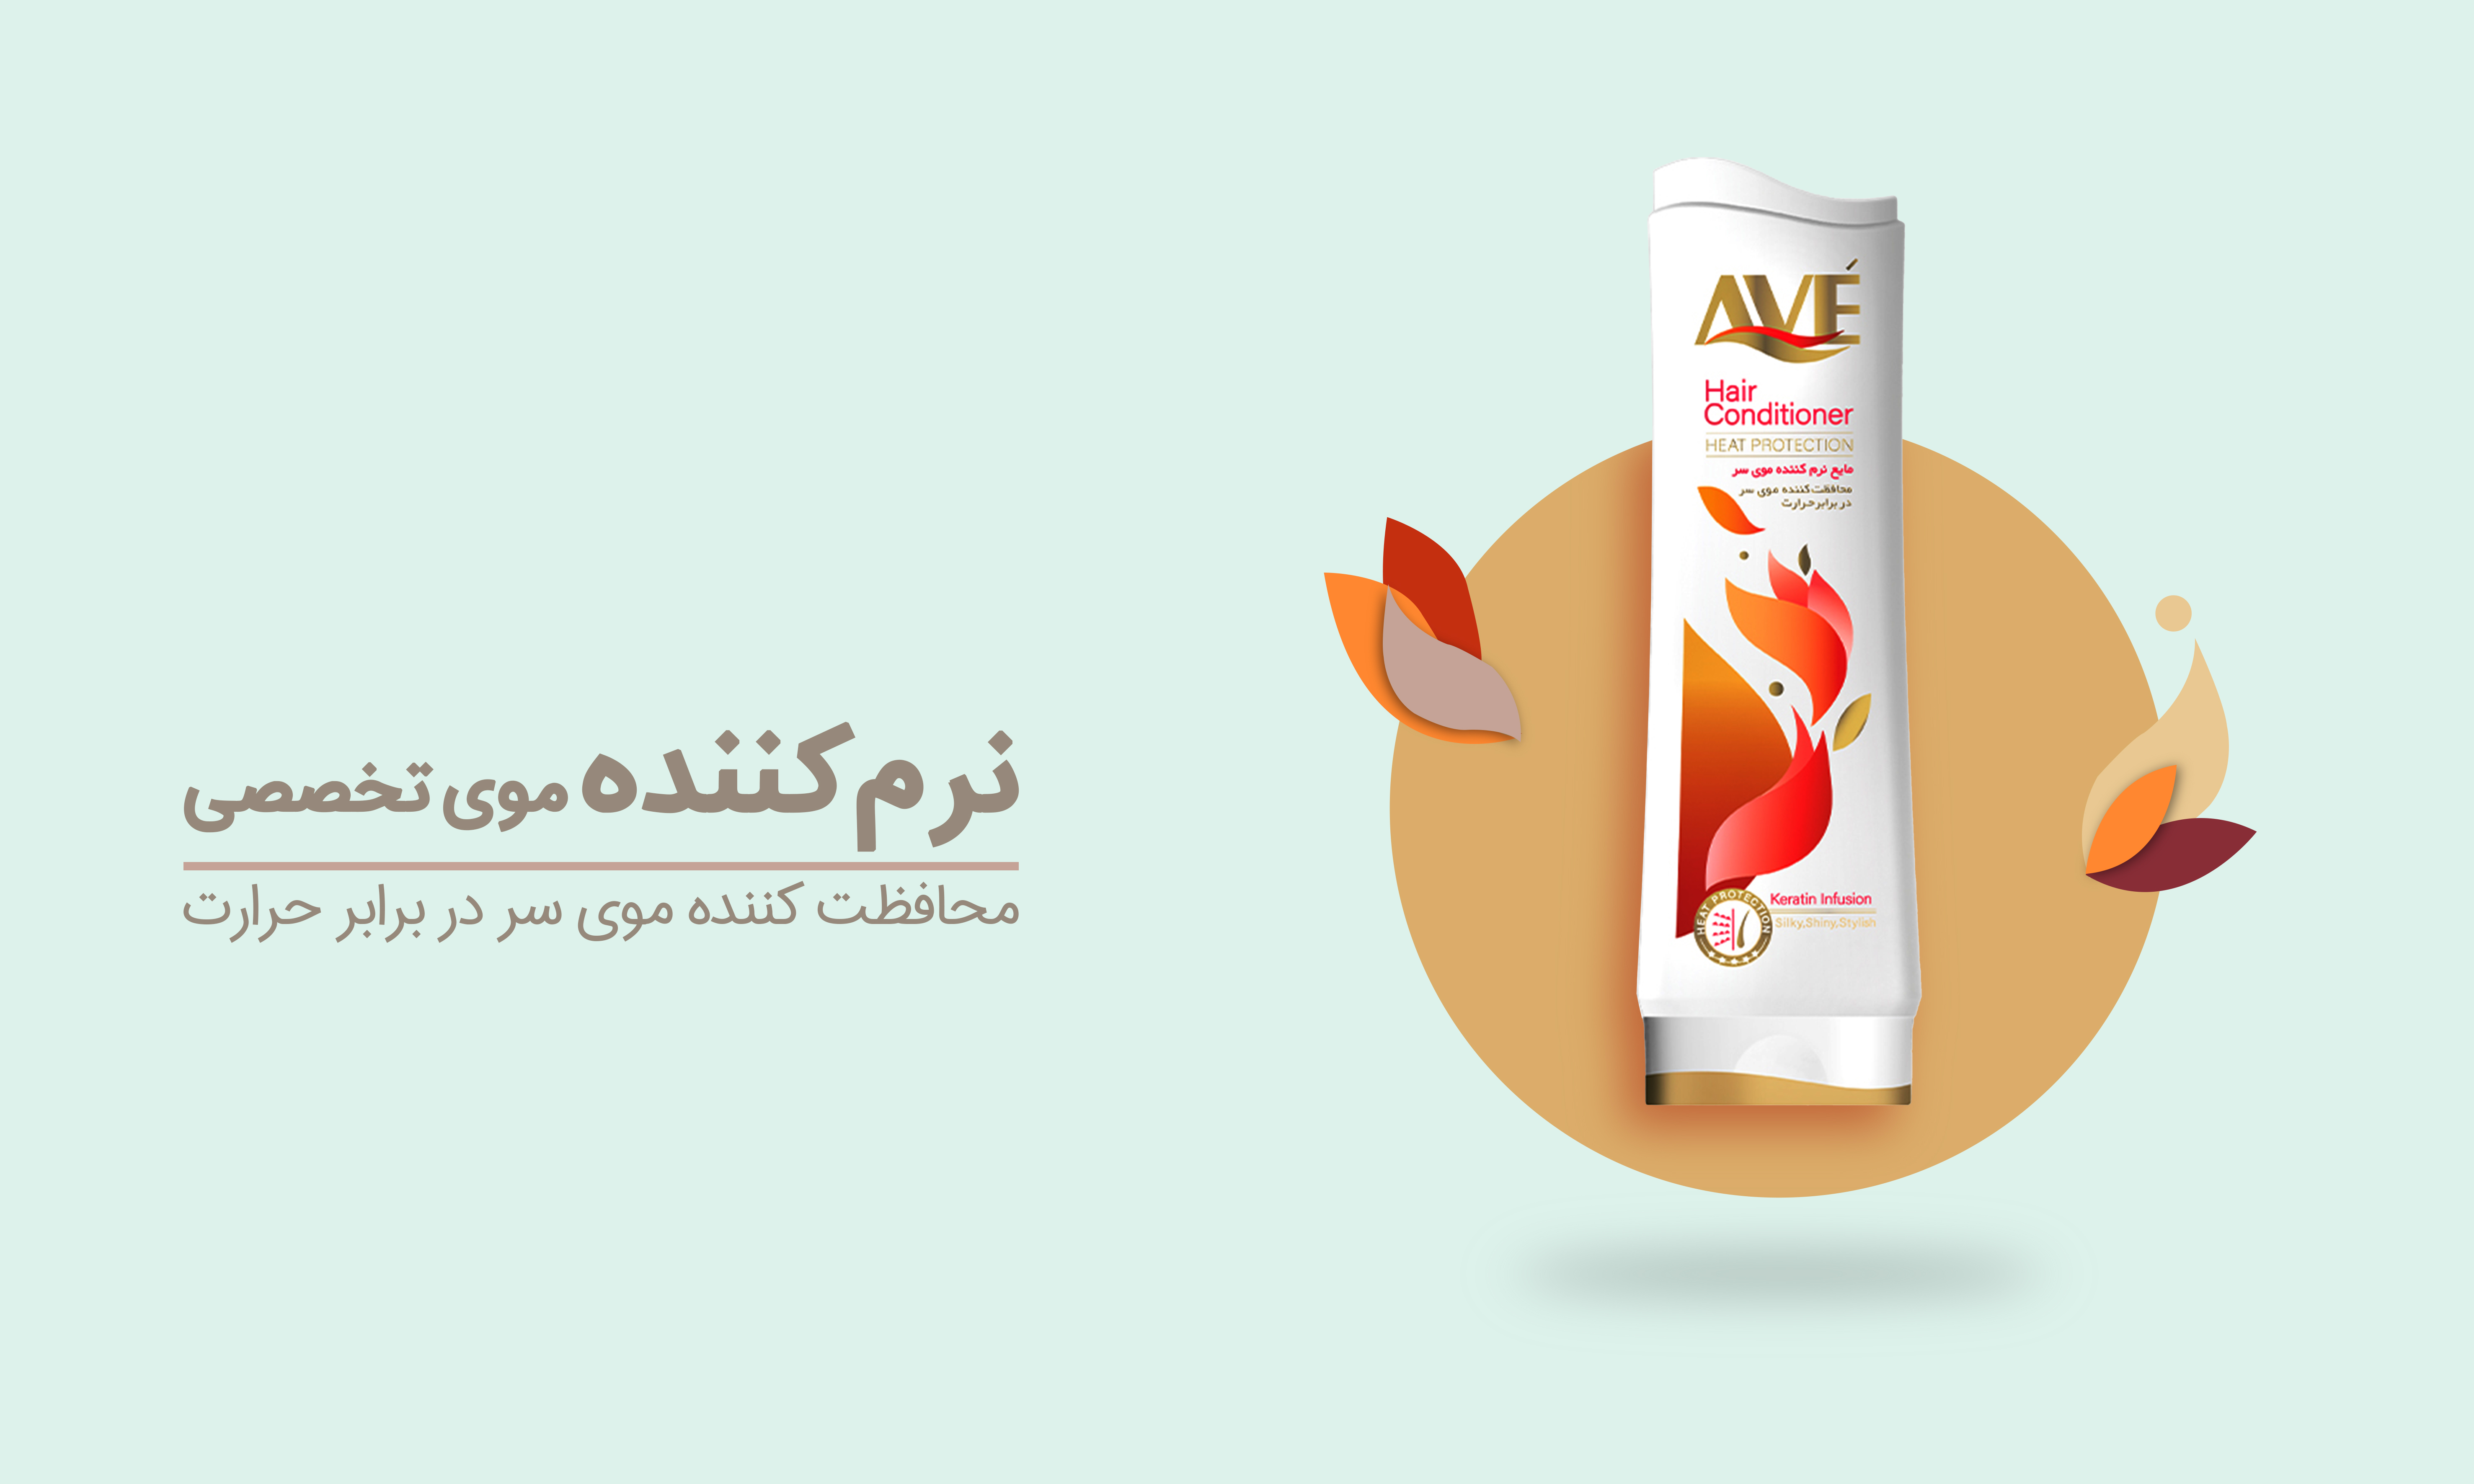 نرم کننده موی تخصصی
محافظت کننده موی سر در برابر حرارت
AVÉ
Hair
Conditioner
HEAT PROTECTION
مایع نرم کننده موی سر
محافظت کننده موی سر
در برابر حرارت
Keratin Infusion
Silky,Shiny,Stylish
HEAT PROTECTION